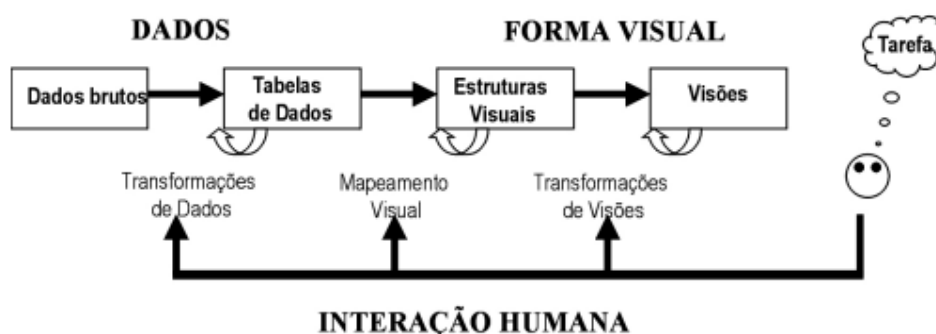 DADOS
FORMA VISUAL
Tarefa
Dados brutos
Tabelas
de Dados
Estruturas
Visuais
Visões
Transformações
de Dados
Mapeamento
Visual
Transformações
de Visões
INTERAÇÃO HUMANA